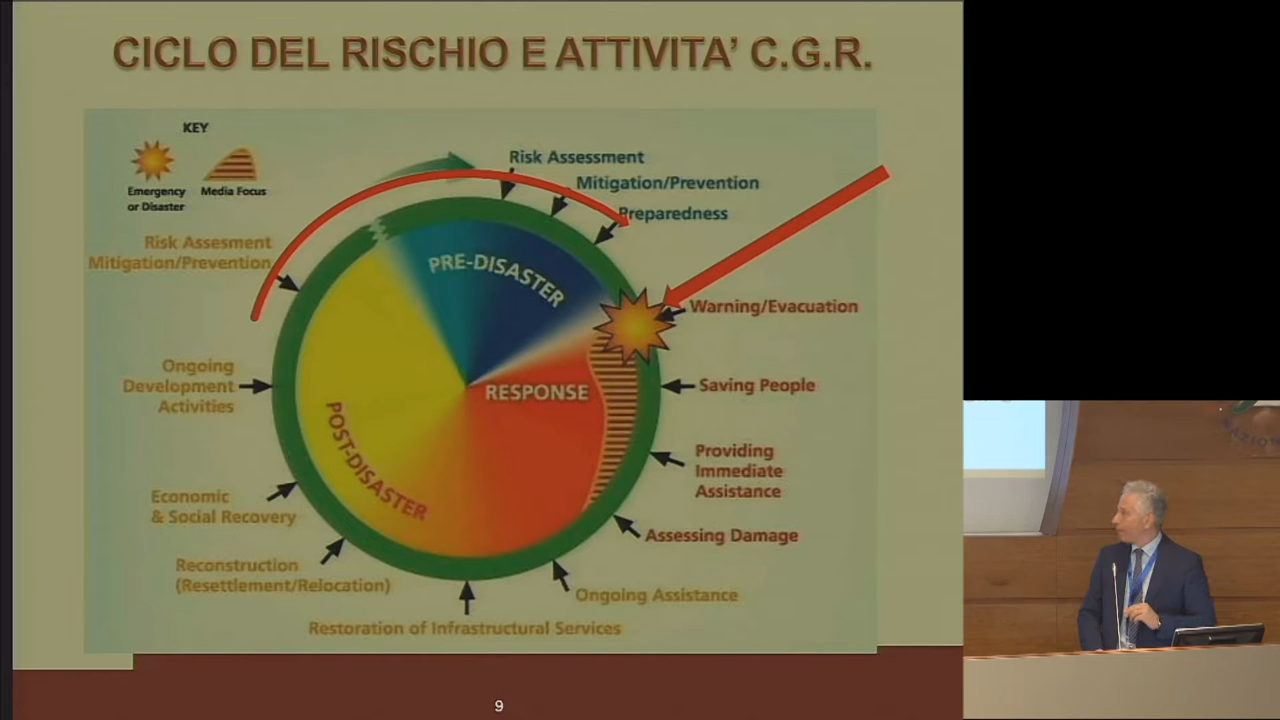 CICLO DEL RISCHIO E ATTIVITA’ C.G.R.
KEY
Emergency
or Disaster
Media Focus
Risk Assessment
Mitigation/Prevention
Preparedness
Risk Assesment
Mitigation/Prevention
PRE-DISASTER
Warning/Evacuation
Ongoing
Development
Activities
RESPONSE
Saving People
POST-DISASTER
Providing
Immediate
Assistance
Economic
& Social Recovery
Assessing Damage
Reconstruction
(Resettlement/Relocation)
Ongoing Assistance
Restoration of Infrastructural Services
9